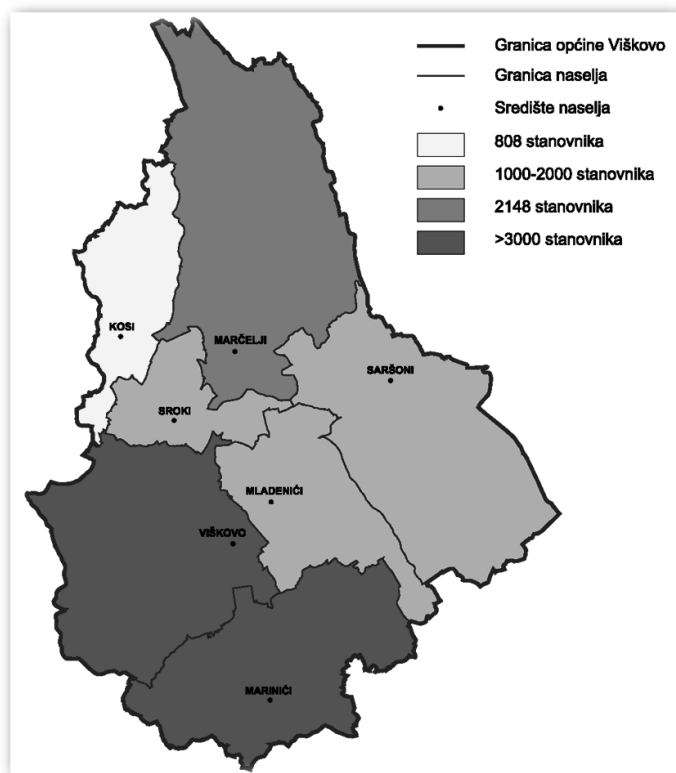 Granica općine Viškovo
Granica naselja
Središte naselja
808 stanovnika
1000-2000 stanovnika
2148 stanovnika
>3000 stanovnika
KOSI
MARČELJI
SARŠONI
SROKI
MLADENIĆI
VIŠKOVO
MARINIĆI